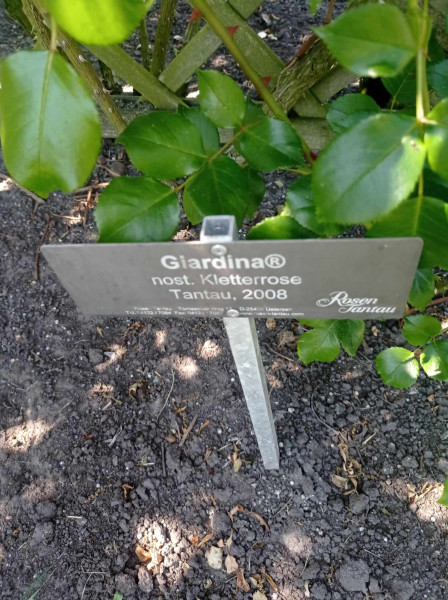 Giardina®
nost. Kletterrose
Tantau, 2008
Rosen
Tantau